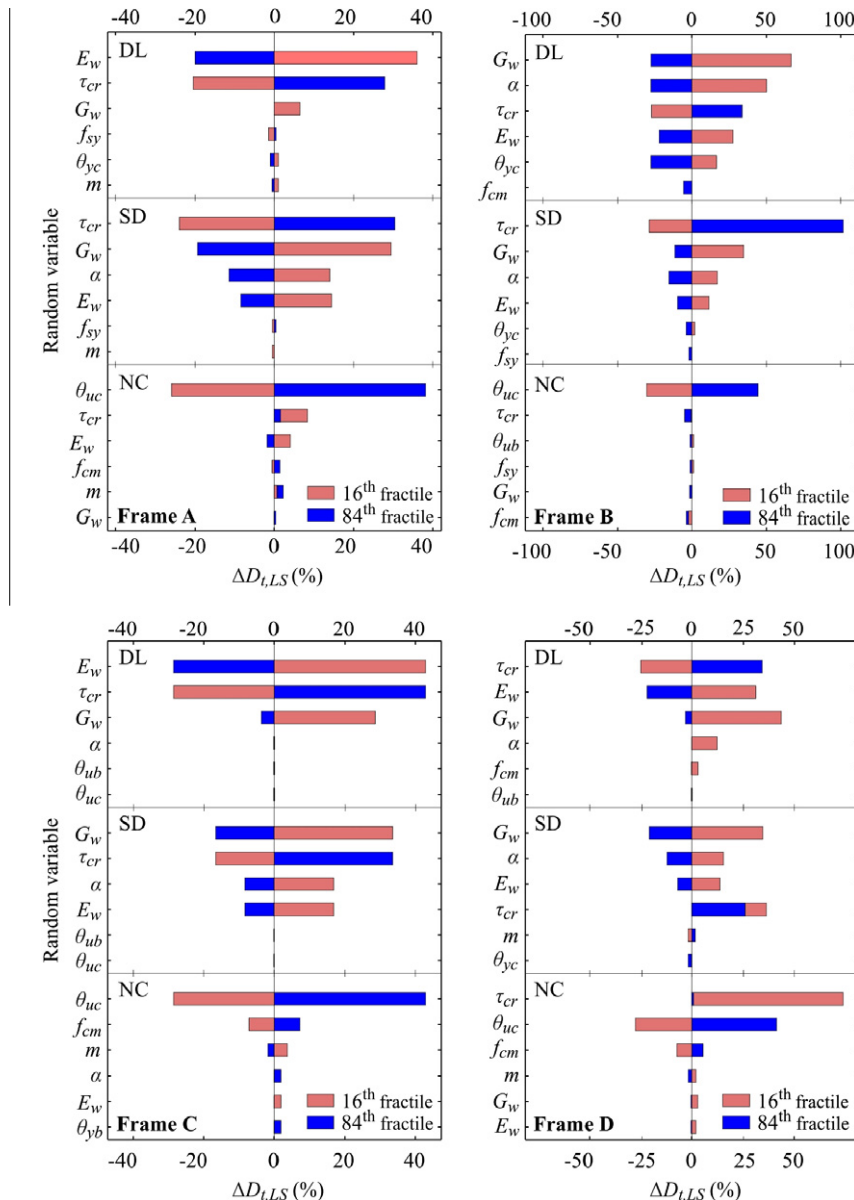 -40 -20 0 20 40
DL
E_w
τ_cr
G_w
f_sy
θ_yc
m
SD
τ_cr
G_w
α
E_w
f_sy
m
NC
θ_uc
τ_cr
E_w
f_cm
m
G_w
Random variable
16th fractile
84th fractile
Frame A
-40 -20 0 20 40
ΔD_t,LS (%)
-100 -50 0 50 100
DL
G_w
α
τ_cr
E_w
θ_yc
f_cm
SD
τ_cr
G_w
α
E_w
θ_yc
f_sy
NC
θ_uc
τ_cr
θ_ub
f_sy
G_w
f_cm
16th fractile
84th fractile
Frame B
-100 -50 0 50 100
ΔD_t,LS (%)
-40 -20 0 20 40
DL
E_w
τ_cr
G_w
α
θ_ub
θ_uc
SD
G_w
τ_cr
α
E_w
θ_ub
θ_uc
NC
θ_uc
f_cm
m
α
E_w
θ_yb
Random variable
16th fractile
84th fractile
Frame C
-40 -20 0 20 40
ΔD_t,LS (%)
-50 -25 0 25 50
DL
τ_cr
E_w
G_w
α
f_cm
θ_ub
SD
G_w
α
E_w
τ_cr
m
θ_yc
NC
τ_cr
θ_uc
f_cm
m
G_w
E_w
16th fractile
84th fractile
Frame D
-50 -25 0 25 50
ΔD_t,LS (%)